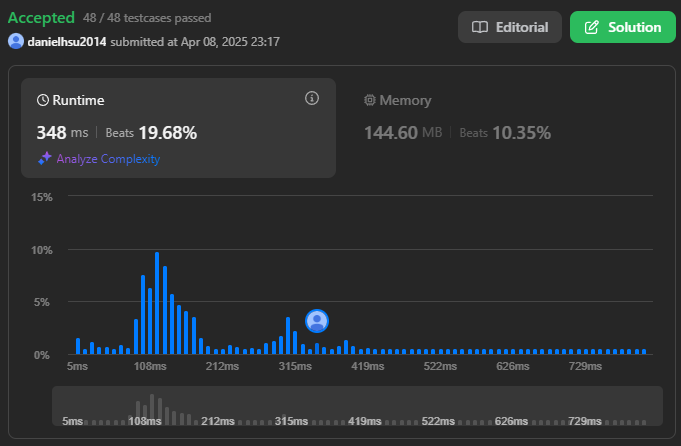 Accepted 48 / 48 testcases passed
Editorial
Solution
danielhsu2014 submitted at Apr 08, 2025 23:17
Runtime
348 ms | Beats 19.68%
Analyze Complexity
Memory
144.60 MB | Beats 10.35%
15%
10%
5%
0%
5ms 108ms 212ms 315ms 419ms 522ms 626ms 729ms
5ms 108ms 212ms 315ms 419ms 522ms 626ms 729ms